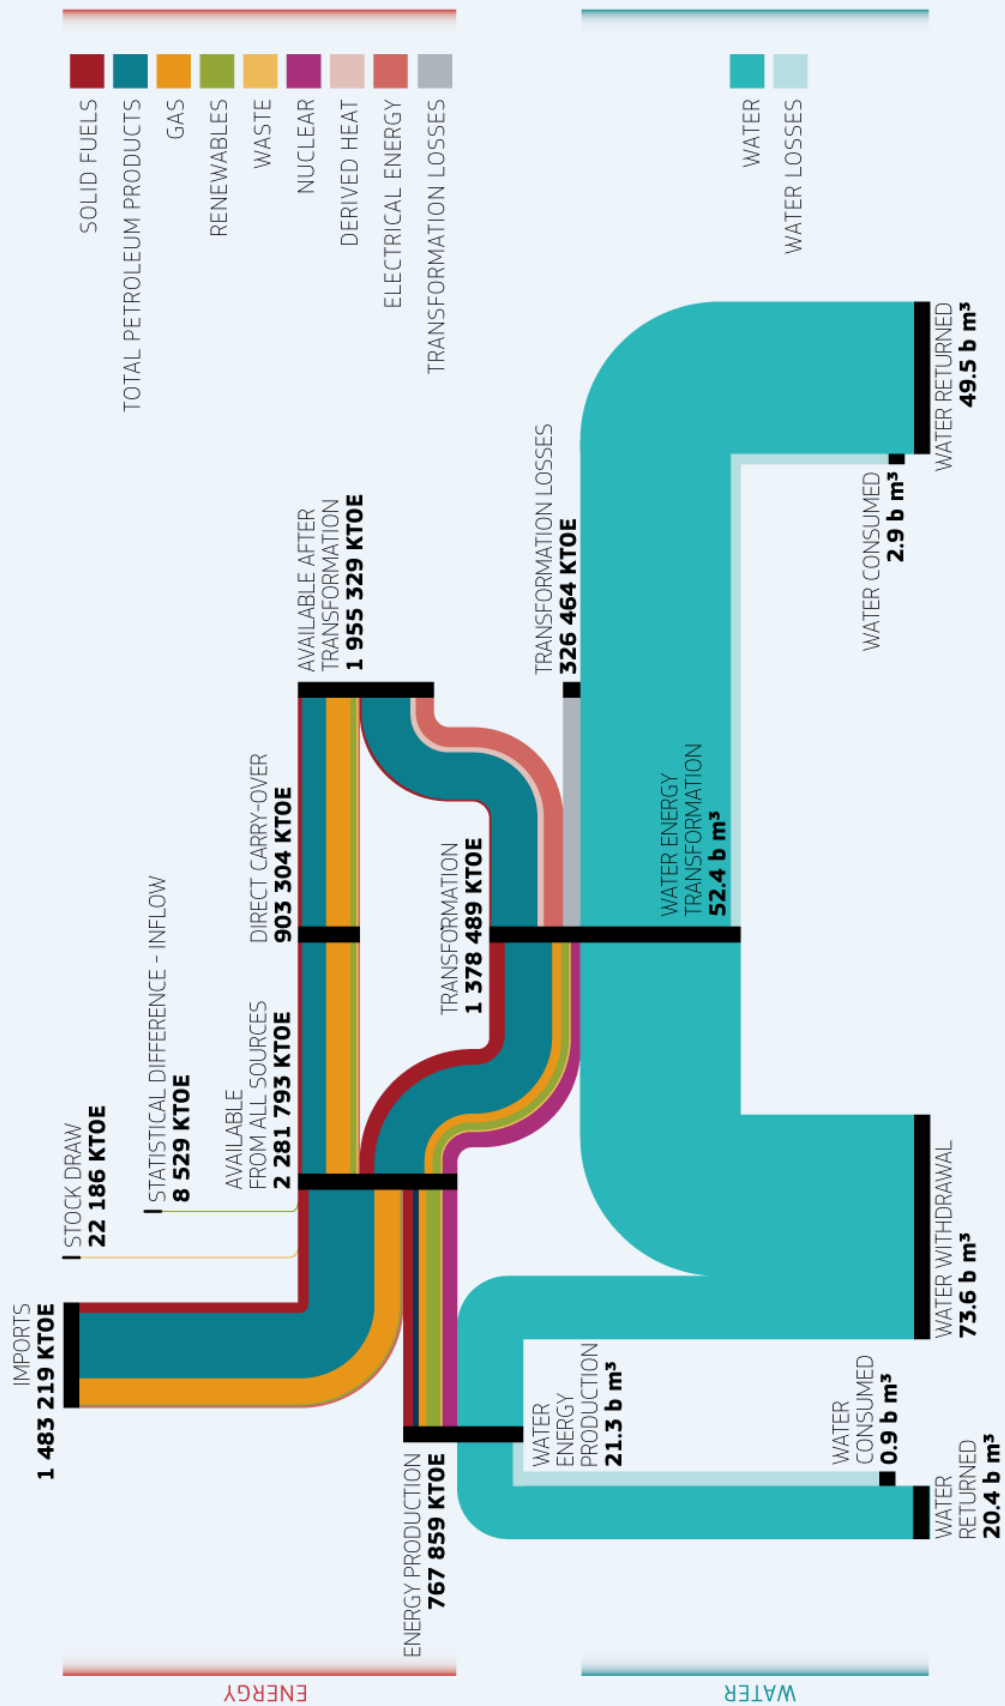 ENERGY
WATER
IMPORTS
1 483 219 KTOE
STOCK DRAW
22 186 KTOE
STATISTICAL DIFFERENCE - INFLOW
8 529 KTOE
AVAILABLE
FROM ALL SOURCES
2 281 793 KTOE
DIRECT CARRY-OVER
903 304 KTOE
AVAILABLE AFTER
TRANSFORMATION
1 955 329 KTOE
ENERGY PRODUCTION
767 859 KTOE
TRANSFORMATION
1 378 489 KTOE
TRANSFORMATION LOSSES
326 464 KTOE
WATER
ENERGY
PRODUCTION
21.3 b m³
WATER ENERGY
TRANSFORMATION
52.4 b m³
WATER
CONSUMED
0.9 b m³
WATER CONSUMED
2.9 b m³
WATER
RETURNED
20.4 b m³
WATER WITHDRAWAL
73.6 b m³
WATER RETURNED
49.5 b m³
SOLID FUELS
TOTAL PETROLEUM PRODUCTS
GAS
RENEWABLES
WASTE
NUCLEAR
DERIVED HEAT
ELECTRICAL ENERGY
TRANSFORMATION LOSSES
WATER
WATER LOSSES